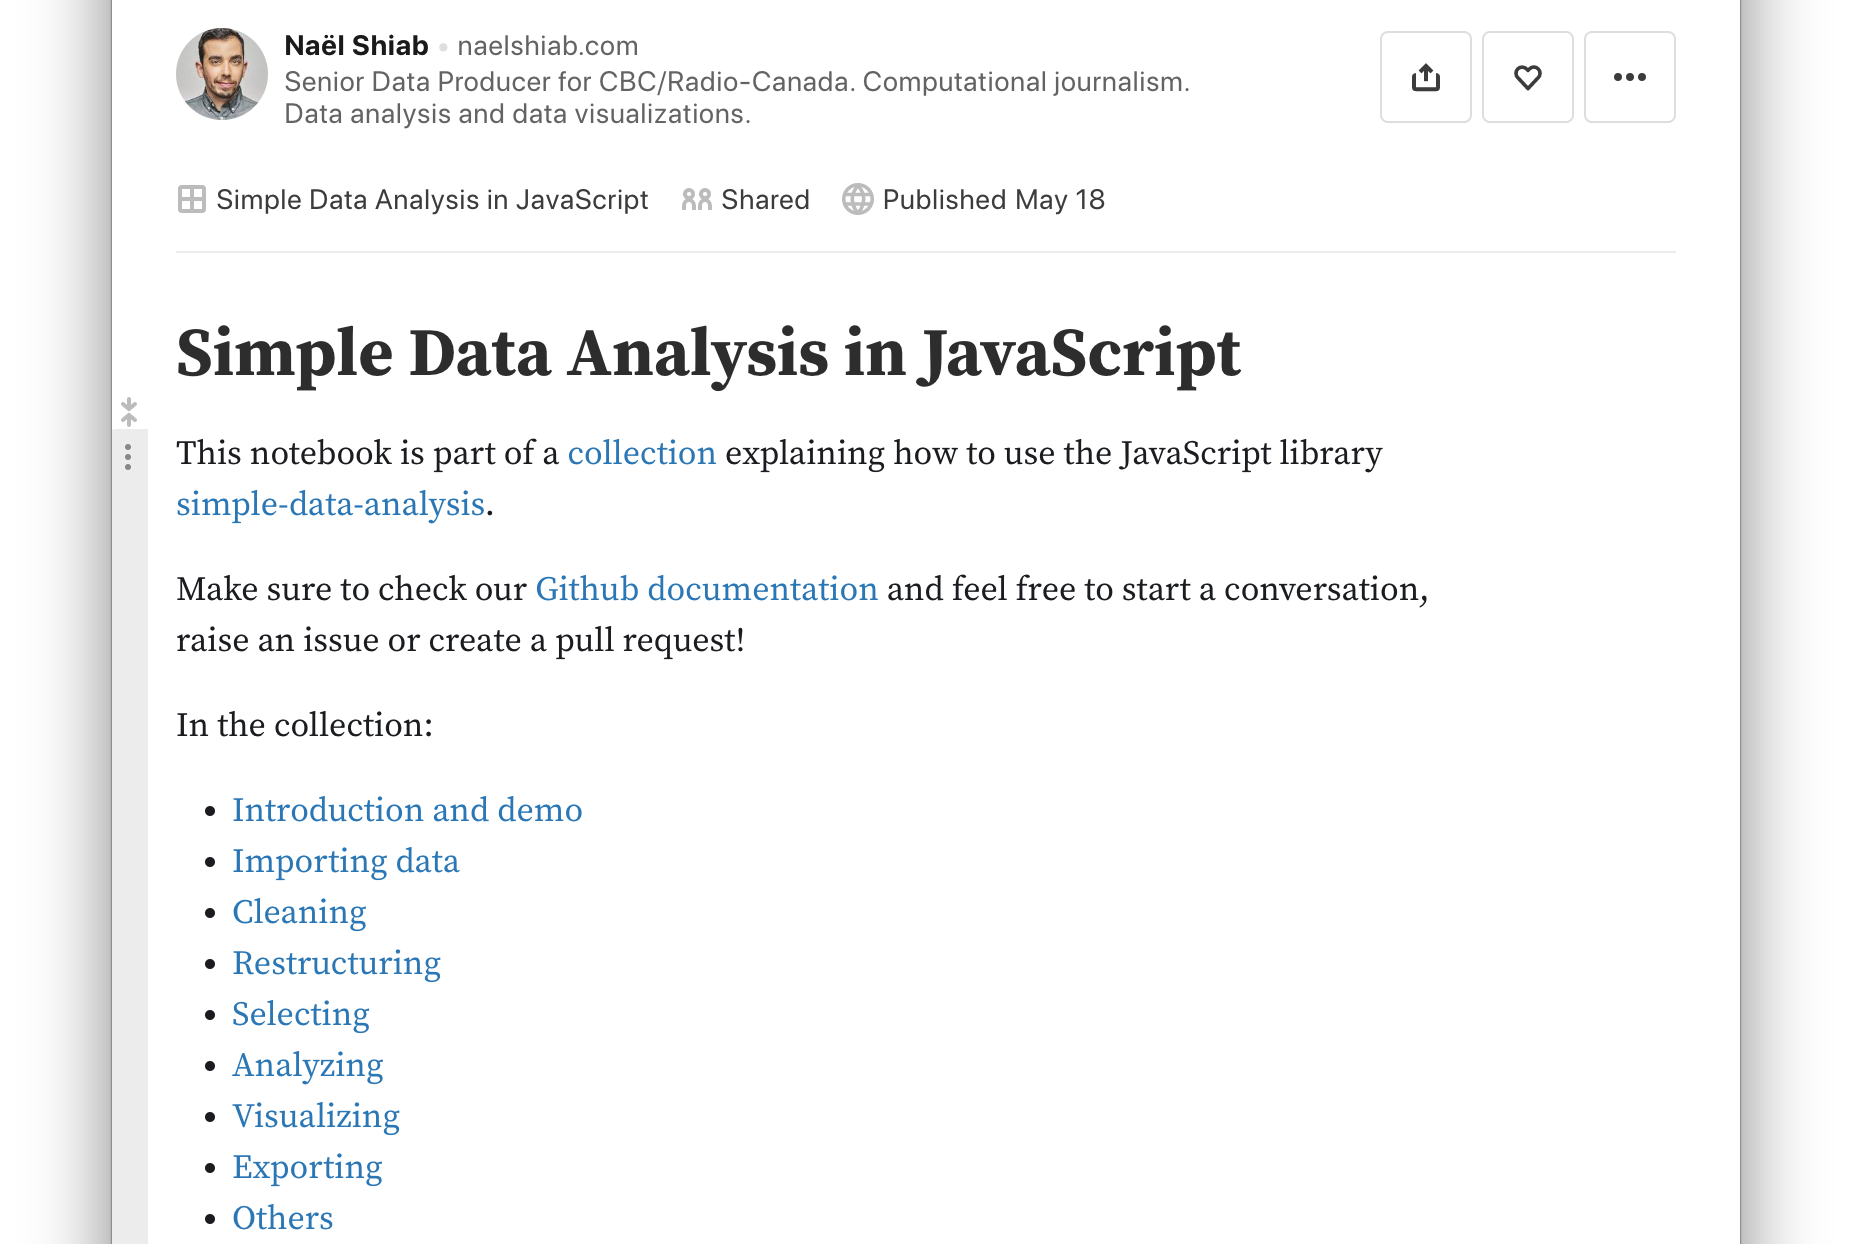 Naël Shiab • naelshiab.com
Senior Data Producer for CBC/Radio-Canada. Computational journalism.
Data analysis and data visualizations.
Simple Data Analysis in JavaScript Shared Published May 18
Simple Data Analysis in JavaScript
This notebook is part of a collection explaining how to use the JavaScript library
simple-data-analysis.
Make sure to check our Github documentation and feel free to start a conversation,
raise an issue or create a pull request!
In the collection:
• Introduction and demo
• Importing data
• Cleaning
• Restructuring
• Selecting
• Analyzing
• Visualizing
• Exporting
• Others